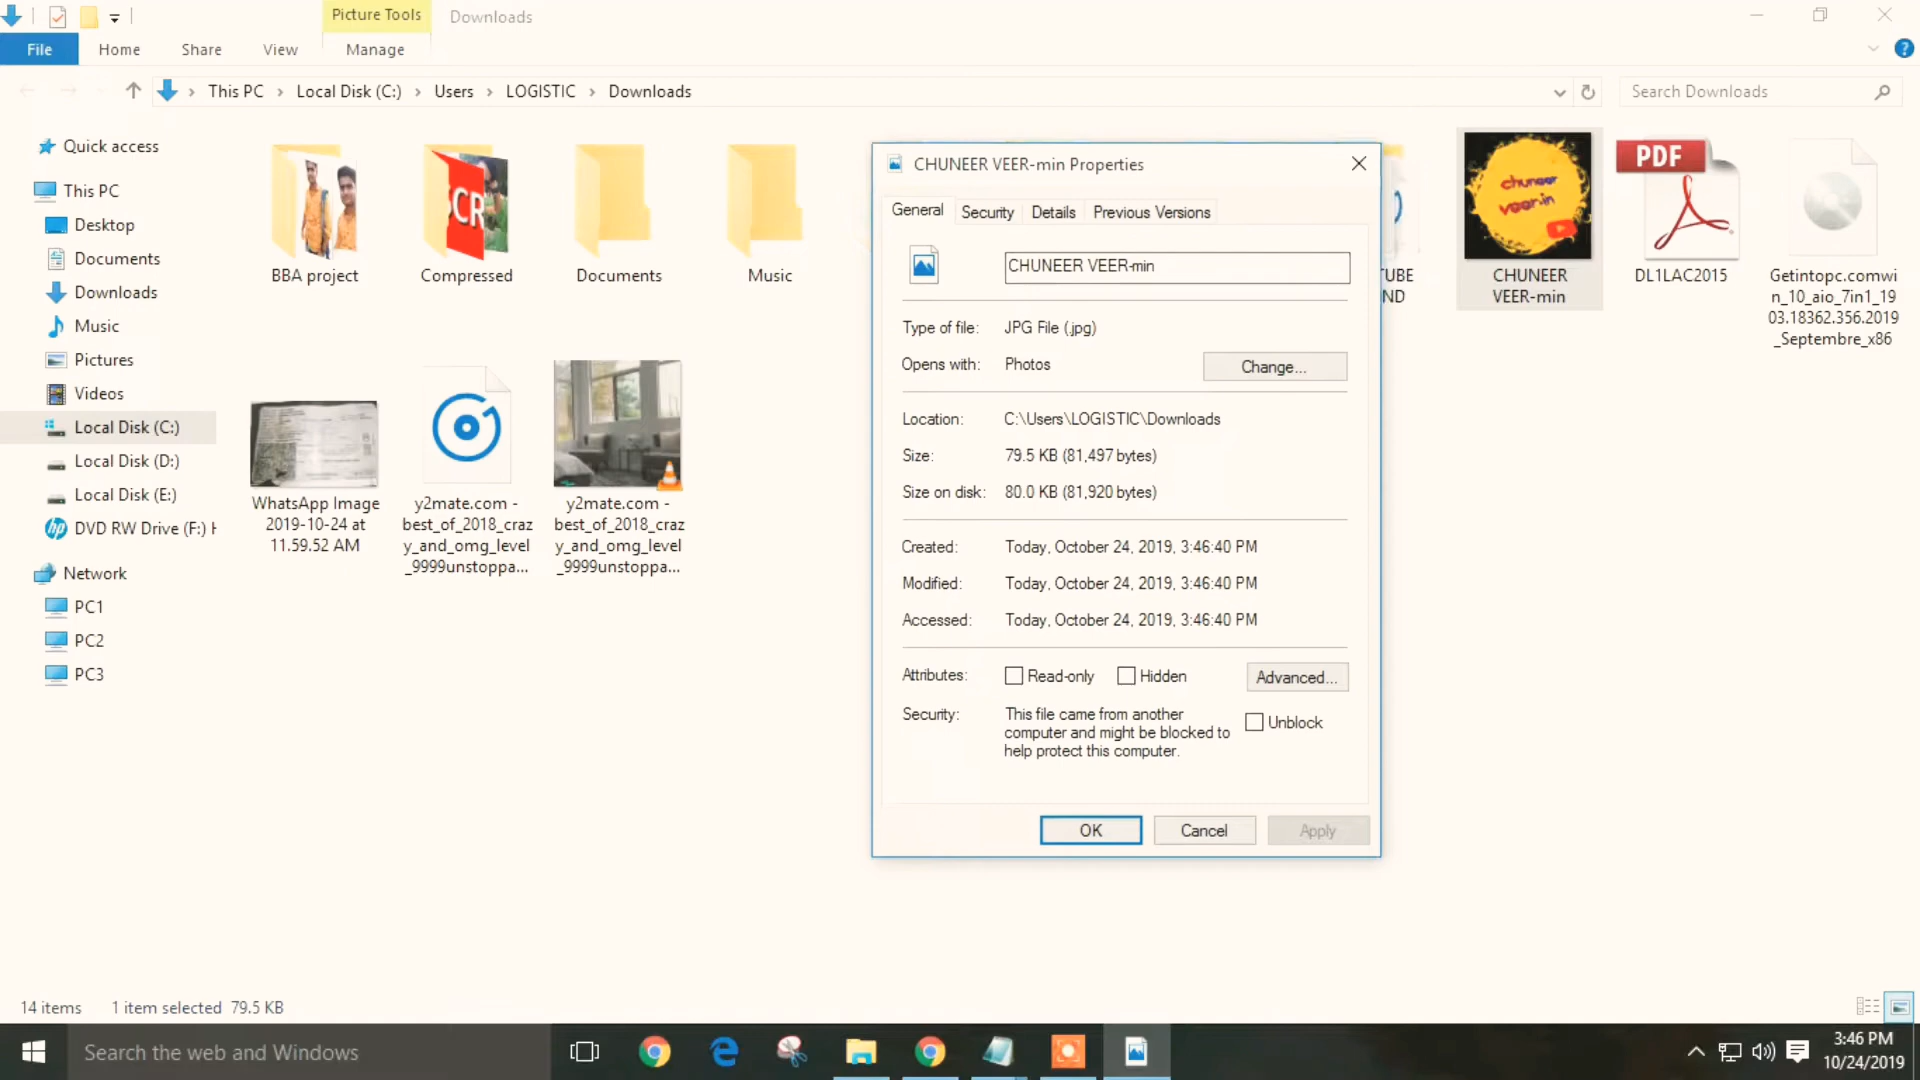 Picture Tools
Downloads
File
Home
Share
View
Manage
This PC
Local Disk (C:)
Users
LOGISTIC
Downloads
Search Downloads
Quick access
This PC
Desktop
Documents
Downloads
Music
Pictures
Videos
Local Disk (C:)
Local Disk (D:)
Local Disk (E:)
DVD RW Drive (F:) H
Network
PC1
PC2
PC3
BBA project
SCR
Compressed
Documents
Music
TUBE
ND
chuneer
veer.in
CHUNEER
VEER-min
PDF
DL1LAC2015
Getintopc.comwi
n_10_aio_7in1_19
03.18362.356.2019
_Septembre_x86
WhatsApp Image
2019-10-24 at
11.59.52 AM
y2mate.com -
best_of_2018_craz
y_and_omg_level
_9999unstoppa...
y2mate.com -
best_of_2018_craz
y_and_omg_level
_9999unstoppa...
CHUNEER VEER-min Properties
General
Security
Details
Previous Versions
CHUNEER VEER-min
Type of file: JPG File (.jpg)
Opens with: Photos
Change...
Location: C:\Users\LOGISTIC\Downloads
Size: 79.5 KB (81,497 bytes)
Size on disk: 80.0 KB (81,920 bytes)
Created: Today, October 24, 2019, 3:46:40 PM
Modified: Today, October 24, 2019, 3:46:40 PM
Accessed: Today, October 24, 2019, 3:46:40 PM
Attributes: Read-only Hidden Advanced...
Security: This file came from another
computer and might be blocked to
help protect this computer.
Unblock
OK
Cancel
Apply
14 items
1 item selected 79.5 KB
Search the web and Windows
3:46 PM
10/24/2019